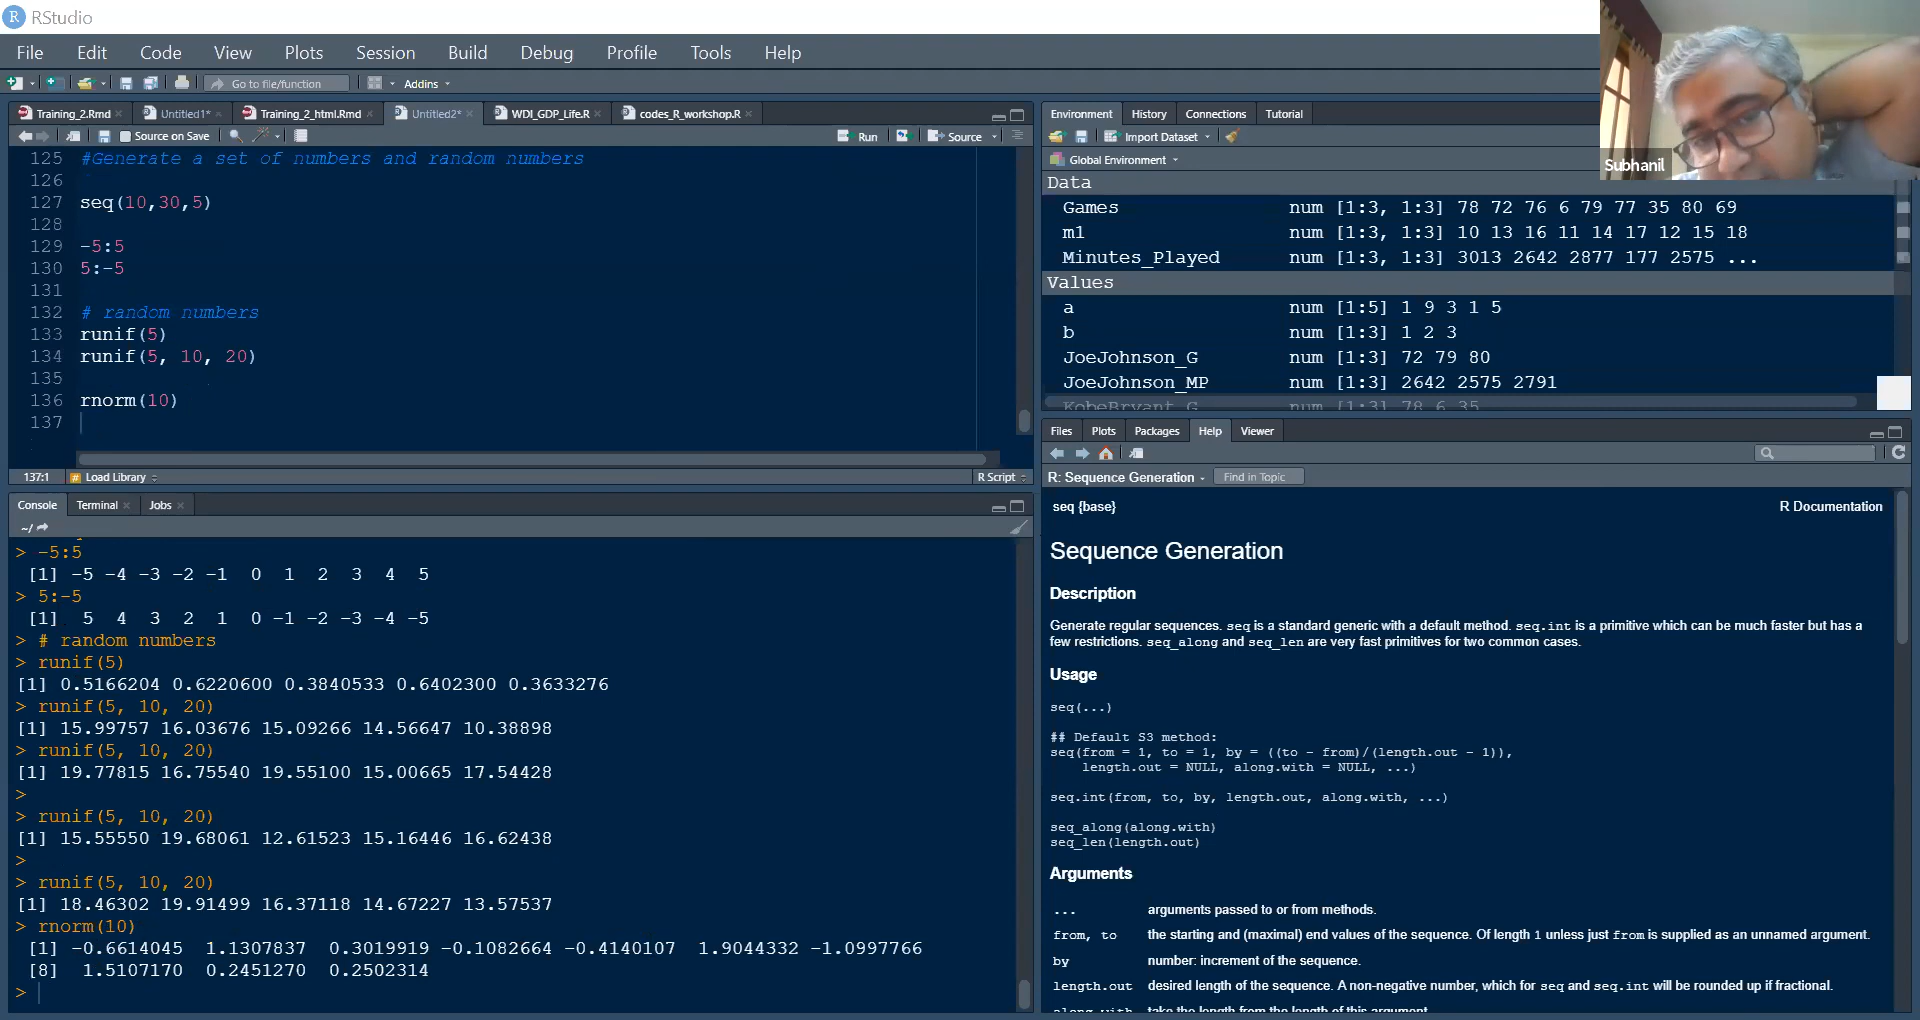 RStudio
File Edit Code View Plots Session Build Debug Profile Tools Help
Go to file/function Addins
Training_2.Rmd Untitled1* Training_2_html.Rmd Untitled2* WDI_GDP_Life.R codes_R_workshop.R
Source on Save Run Source
125 #Generate a set of numbers and random numbers
126
127 seq(10,30,5)
128
129 -5:5
130 5:-5
131
132 # random numbers
133 runif(5)
134 runif(5, 10, 20)
135
136 rnorm(10)
137
137:1 # Load Library R Script
Console Terminal Jobs
~/
> -5:5
[1] -5 -4 -3 -2 -1 0 1 2 3 4 5
> 5:-5
[1] 5 4 3 2 1 0 -1 -2 -3 -4 -5
> # random numbers
> runif(5)
[1] 0.5166204 0.6220600 0.3840533 0.6402300 0.3633276
> runif(5, 10, 20)
[1] 15.99757 16.03676 15.09266 14.56647 10.38898
> runif(5, 10, 20)
[1] 19.77815 16.75540 19.55100 15.00665 17.54428
>
> runif(5, 10, 20)
[1] 15.55550 19.68061 12.61523 15.16446 16.62438
>
> runif(5, 10, 20)
[1] 18.46302 19.91499 16.37118 14.67227 13.57537
> rnorm(10)
[1] -0.6614045 1.1307837 0.3019919 -0.1082664 -0.4140107 1.9044332 -1.0997766
[8] 1.5107170 0.2451270 0.2502314
>
Environment History Connections Tutorial
Import Dataset
Global Environment
Data
Games num [1:3, 1:3] 78 72 76 6 79 77 35 80 69
m1 num [1:3, 1:3] 10 13 16 11 14 17 12 15 18
Minutes_Played num [1:3, 1:3] 3013 2642 2877 177 2575 ...
Values
a num [1:5] 1 9 3 1 5
b num [1:3] 1 2 3
JoeJohnson_G num [1:3] 72 79 80
JoeJohnson_MP num [1:3] 2642 2575 2791
KobeBryant_G num [1:3] 78 6 35
Subhanil
Files Plots Packages Help Viewer
R: Sequence Generation Find in Topic
seq {base} R Documentation
Sequence Generation
Description
Generate regular sequences. seq is a standard generic with a default method. seq.int is a primitive which can be much faster but has a
few restrictions. seq_along and seq_len are very fast primitives for two common cases.
Usage
seq(...)
## Default S3 method:
seq(from = 1, to = 1, by = ((to - from)/(length.out - 1)),
length.out = NULL, along.with = NULL, ...)
seq.int(from, to, by, length.out, along.with, ...)
seq_along(along.with)
seq_len(length.out)
Arguments
... arguments passed to or from methods.
from, to the starting and (maximal) end values of the sequence. Of length 1 unless just from is supplied as an unnamed argument.
by number: increment of the sequence.
length.out desired length of the sequence. A non-negative number, which for seq and seq.int will be rounded up if fractional.
along.with take the length from the length of this argument.